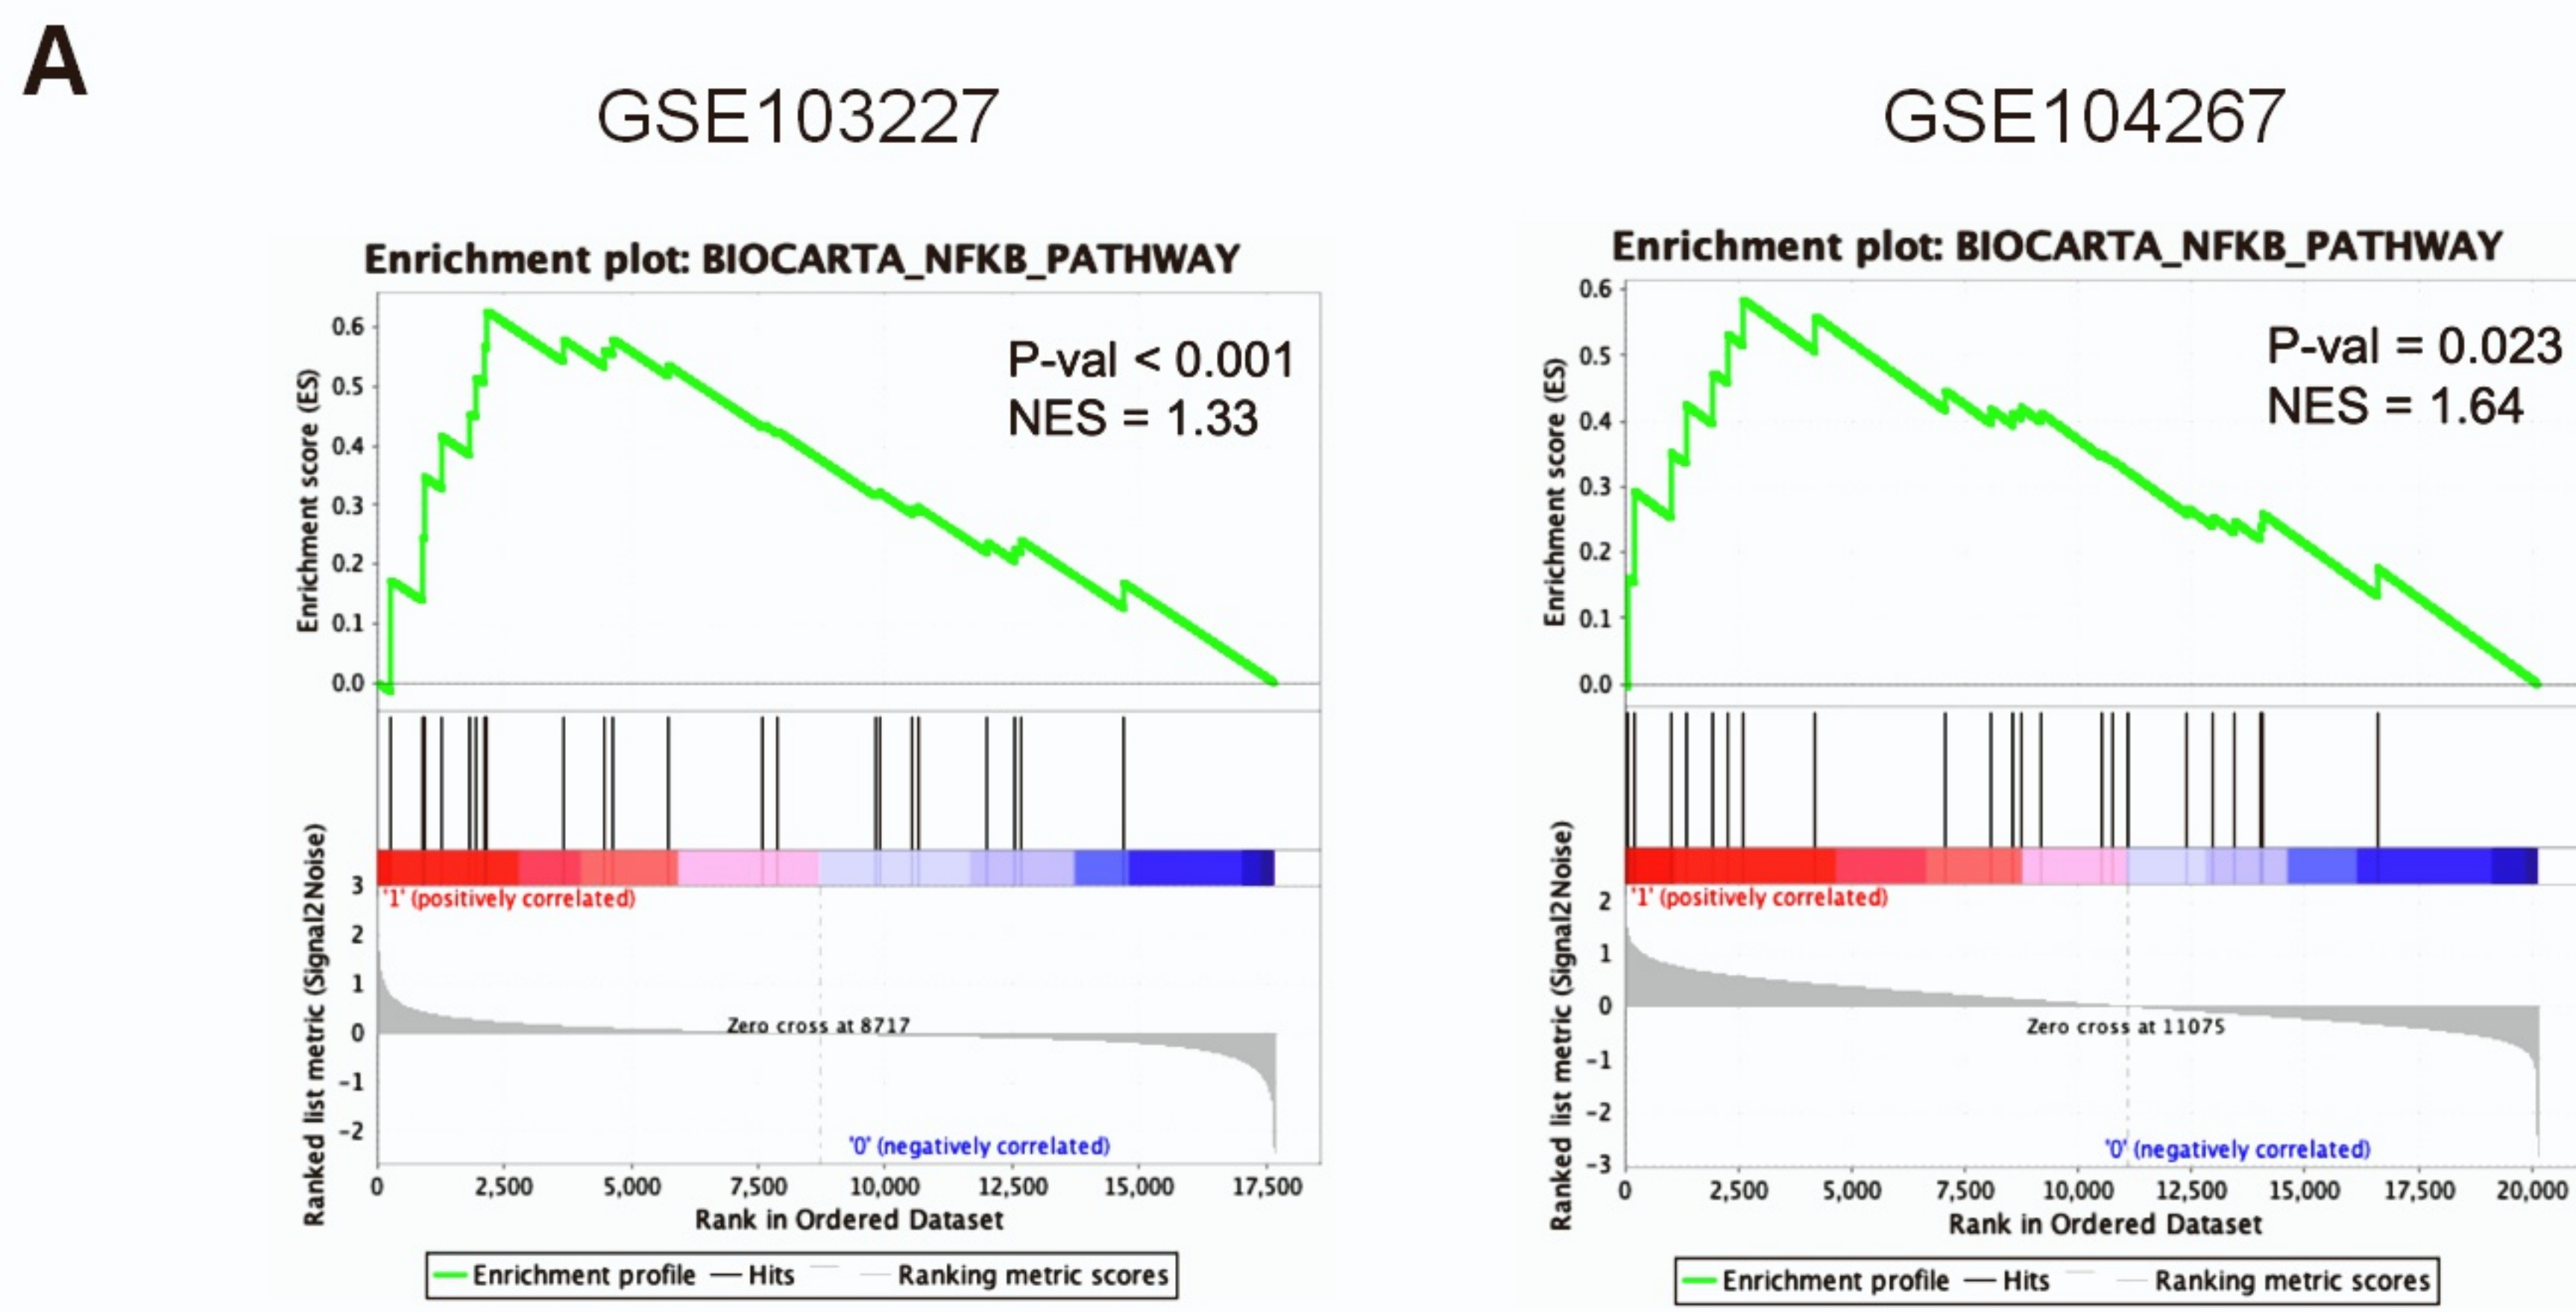 A
GSE103227
GSE104267
Enrichment plot: BIOCARTA_NFKB_PATHWAY
0.6
0.5
0.4
0.3
0.2
0.1
0.0
Enrichment score (ES)
P-val < 0.001
NES = 1.33
3
2
1
0
-1
-2
Ranked list metric (Signal2Noise)
'1' (positively correlated)
Zero cross at 8717
'0' (negatively correlated)
0 2,500 5,000 7,500 10,000 12,500 15,000 17,500
Rank in Ordered Dataset
Enrichment profile Hits Ranking metric scores
Enrichment plot: BIOCARTA_NFKB_PATHWAY
0.6
0.5
0.4
0.3
0.2
0.1
0.0
Enrichment score (ES)
P-val = 0.023
NES = 1.64
2
1
0
-1
-2
-3
Ranked list metric (Signal2Noise)
'1' (positively correlated)
Zero cross at 11075
'0' (negatively correlated)
0 2,500 5,000 7,500 10,000 12,500 15,000 17,500 20,000
Rank in Ordered Dataset
Enrichment profile Hits Ranking metric scores